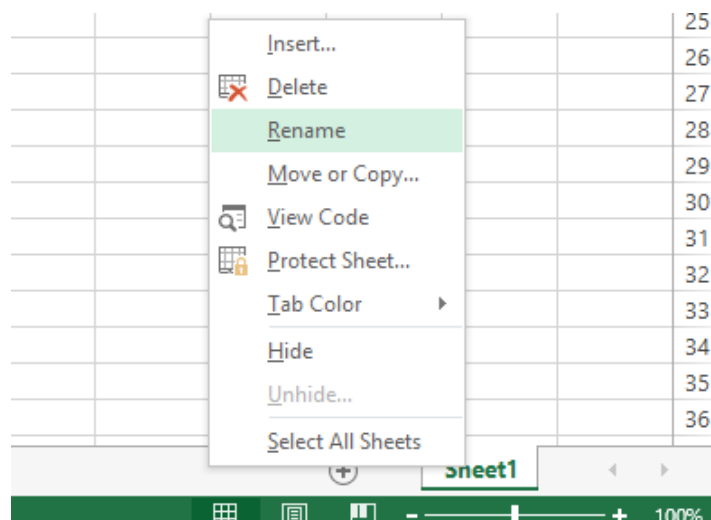 Insert...
Delete
Rename
Move or Copy...
View Code
Protect Sheet...
Tab Color
Hide
Unhide...
Select All Sheets
25
26
27
28
29
30
31
32
33
34
35
36
Sheet1
100%